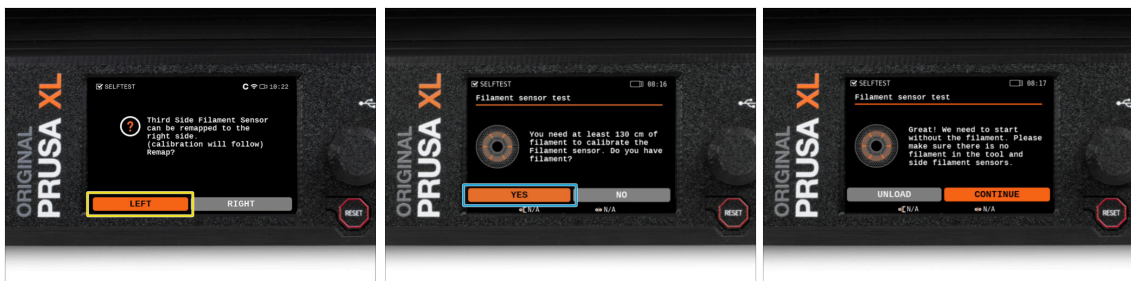 ORIGINAL
PRUSA XL
SELFTEST
10:22
Third Side Filament Sensor
can be remapped to the
right side.
(calibration will follow)
Remap?
LEFT
RIGHT
RESET
ORIGINAL
PRUSA XL
SELFTEST
08:16
Filament sensor test
You need at least 130 cm of
filament to calibrate the
Filament sensor. Do you have
filament?
YES
NO
N/A
N/A
RESET
ORIGINAL
PRUSA XL
SELFTEST
08:17
Filament sensor test
Great! We need to start
without the filament. Please
make sure there is no
filament in the tool and
side filament sensors.
UNLOAD
CONTINUE
N/A
N/A
RESET